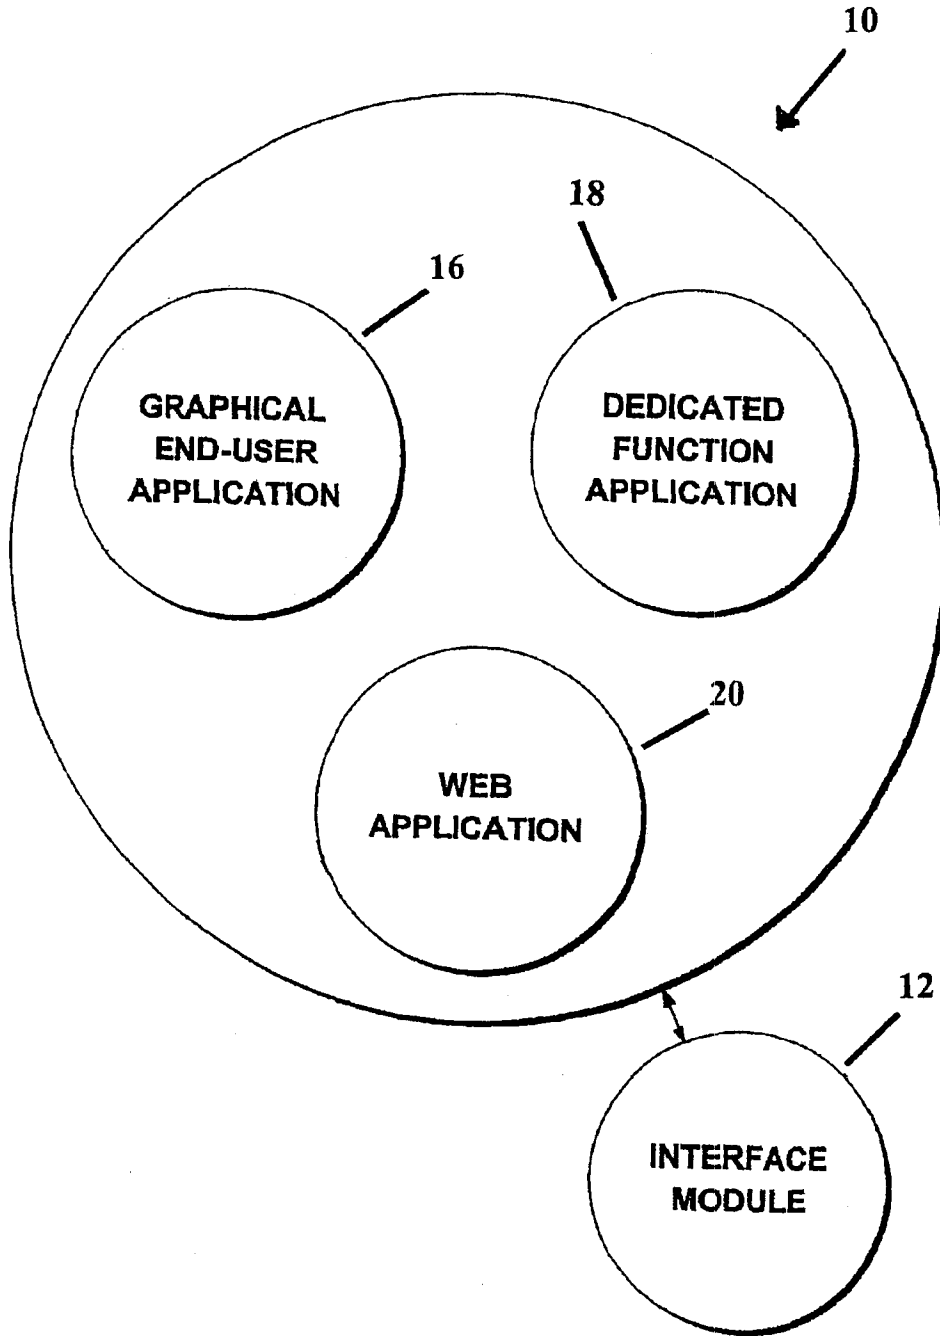 10
18
16
GRAPHICAL
END-USER
APPLICATION
DEDICATED
FUNCTION
APPLICATION
20
WEB
APPLICATION
12
INTERFACE
MODULE